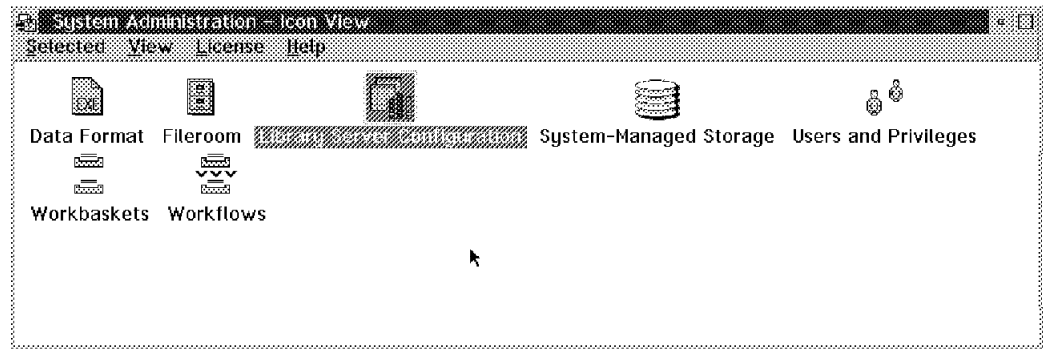 System Administration - Icon View
Selected View License Help
EXE
Data Format Fileroom Library Server Configuration System-Managed Storage Users and Privileges
Workbaskets Workflows